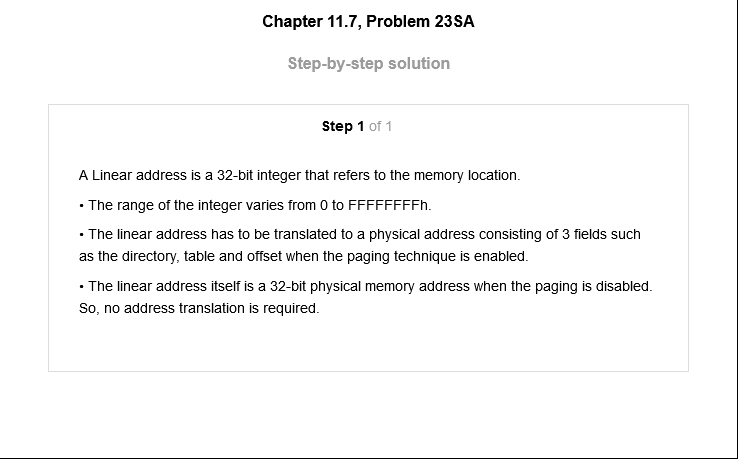 Chapter 11.7, Problem 23SA
Step-by-step solution
Step 1 of 1
A Linear address is a 32-bit integer that refers to the memory location.
• The range of the integer varies from 0 to FFFFFFFFh.
• The linear address has to be translated to a physical address consisting of 3 fields such
as the directory, table and offset when the paging technique is enabled.
• The linear address itself is a 32-bit physical memory address when the paging is disabled.
So, no address translation is required.